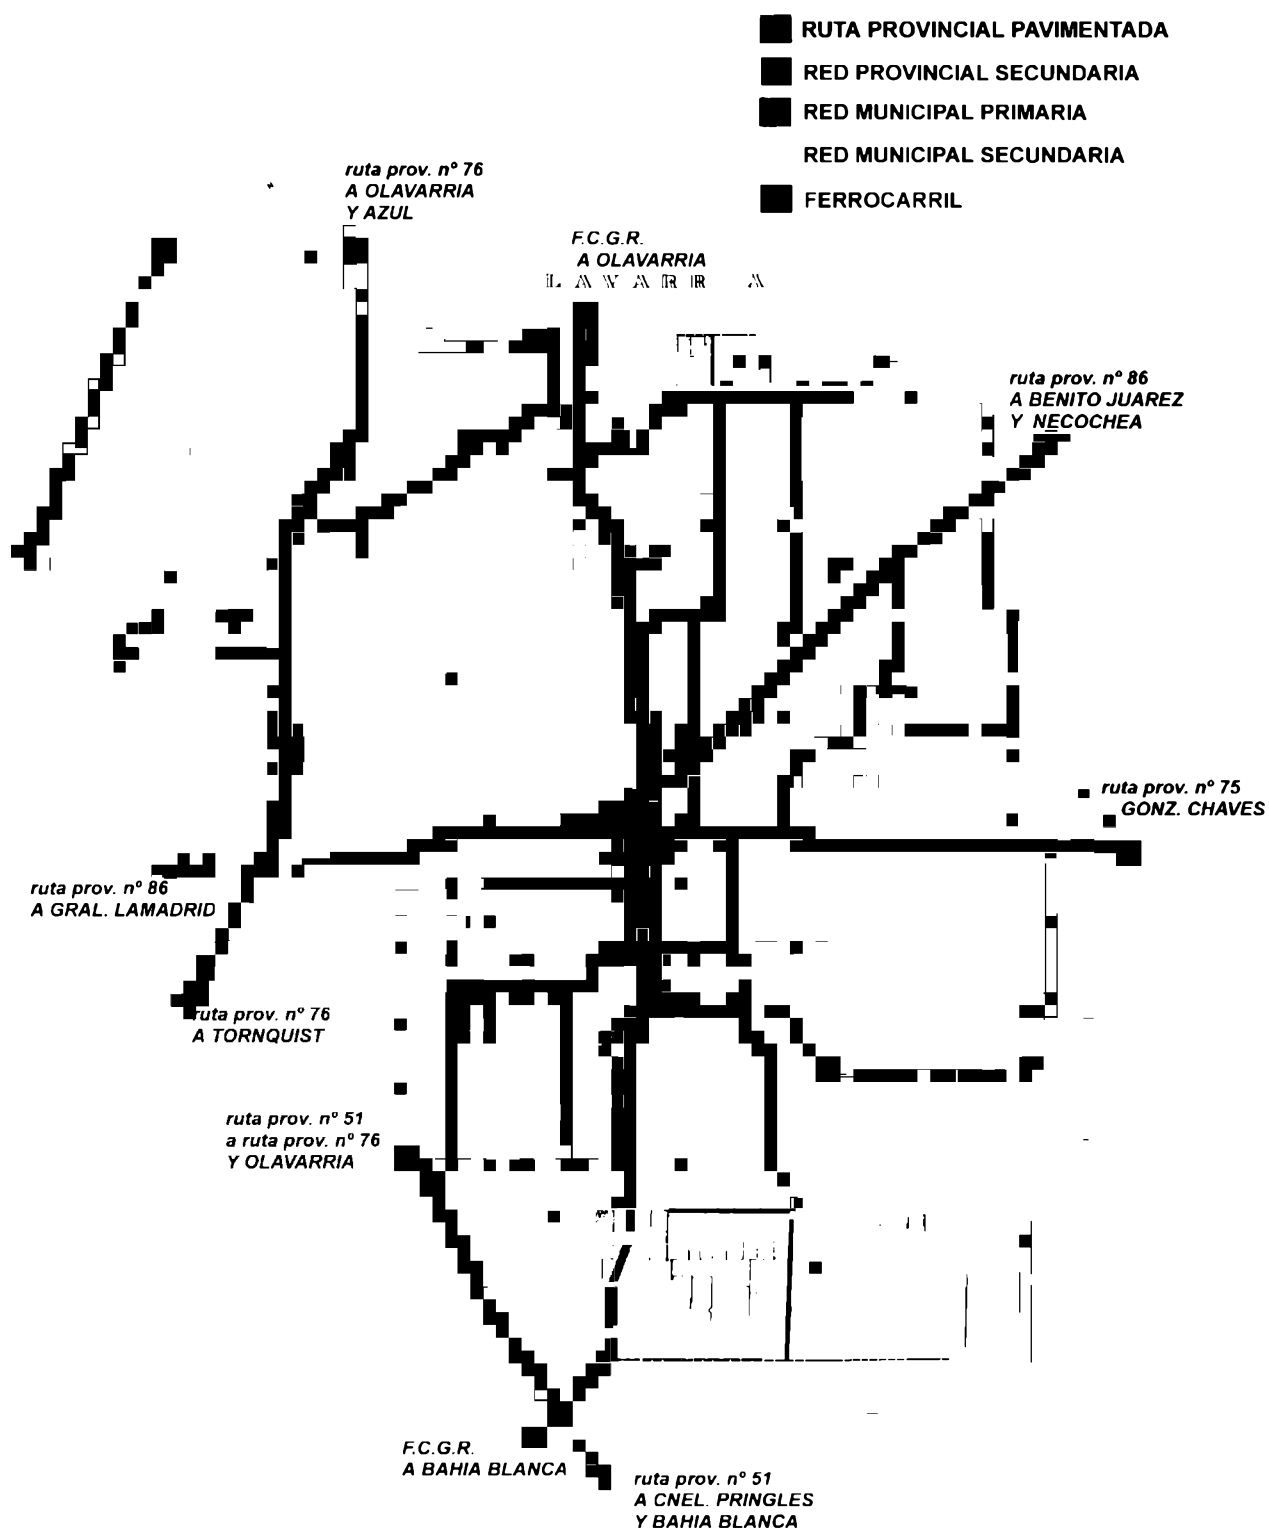 RUTA PROVINCIAL PAVIMENTADA
RED PROVINCIAL SECUNDARIA
RED MUNICIPAL PRIMARIA
RED MUNICIPAL SECUNDARIA
FERROCARRIL
ruta prov. nº 76
A OLAVARRIA
Y AZUL
F.C.G.R.
A OLAVARRIA
ruta prov. nº 86
A BENITO JUAREZ
Y NECOCHEA
ruta prov. nº 75
GONZ. CHAVES
ruta prov. nº 86
A GRAL. LAMADRID
ruta prov. nº 76
A TORNQUIST
ruta prov. nº 51
a ruta prov. nº 76
Y OLAVARRIA
F.C.G.R.
A BAHIA BLANCA
ruta prov. nº 51
A CNEL. PRINGLES
Y BAHIA BLANCA